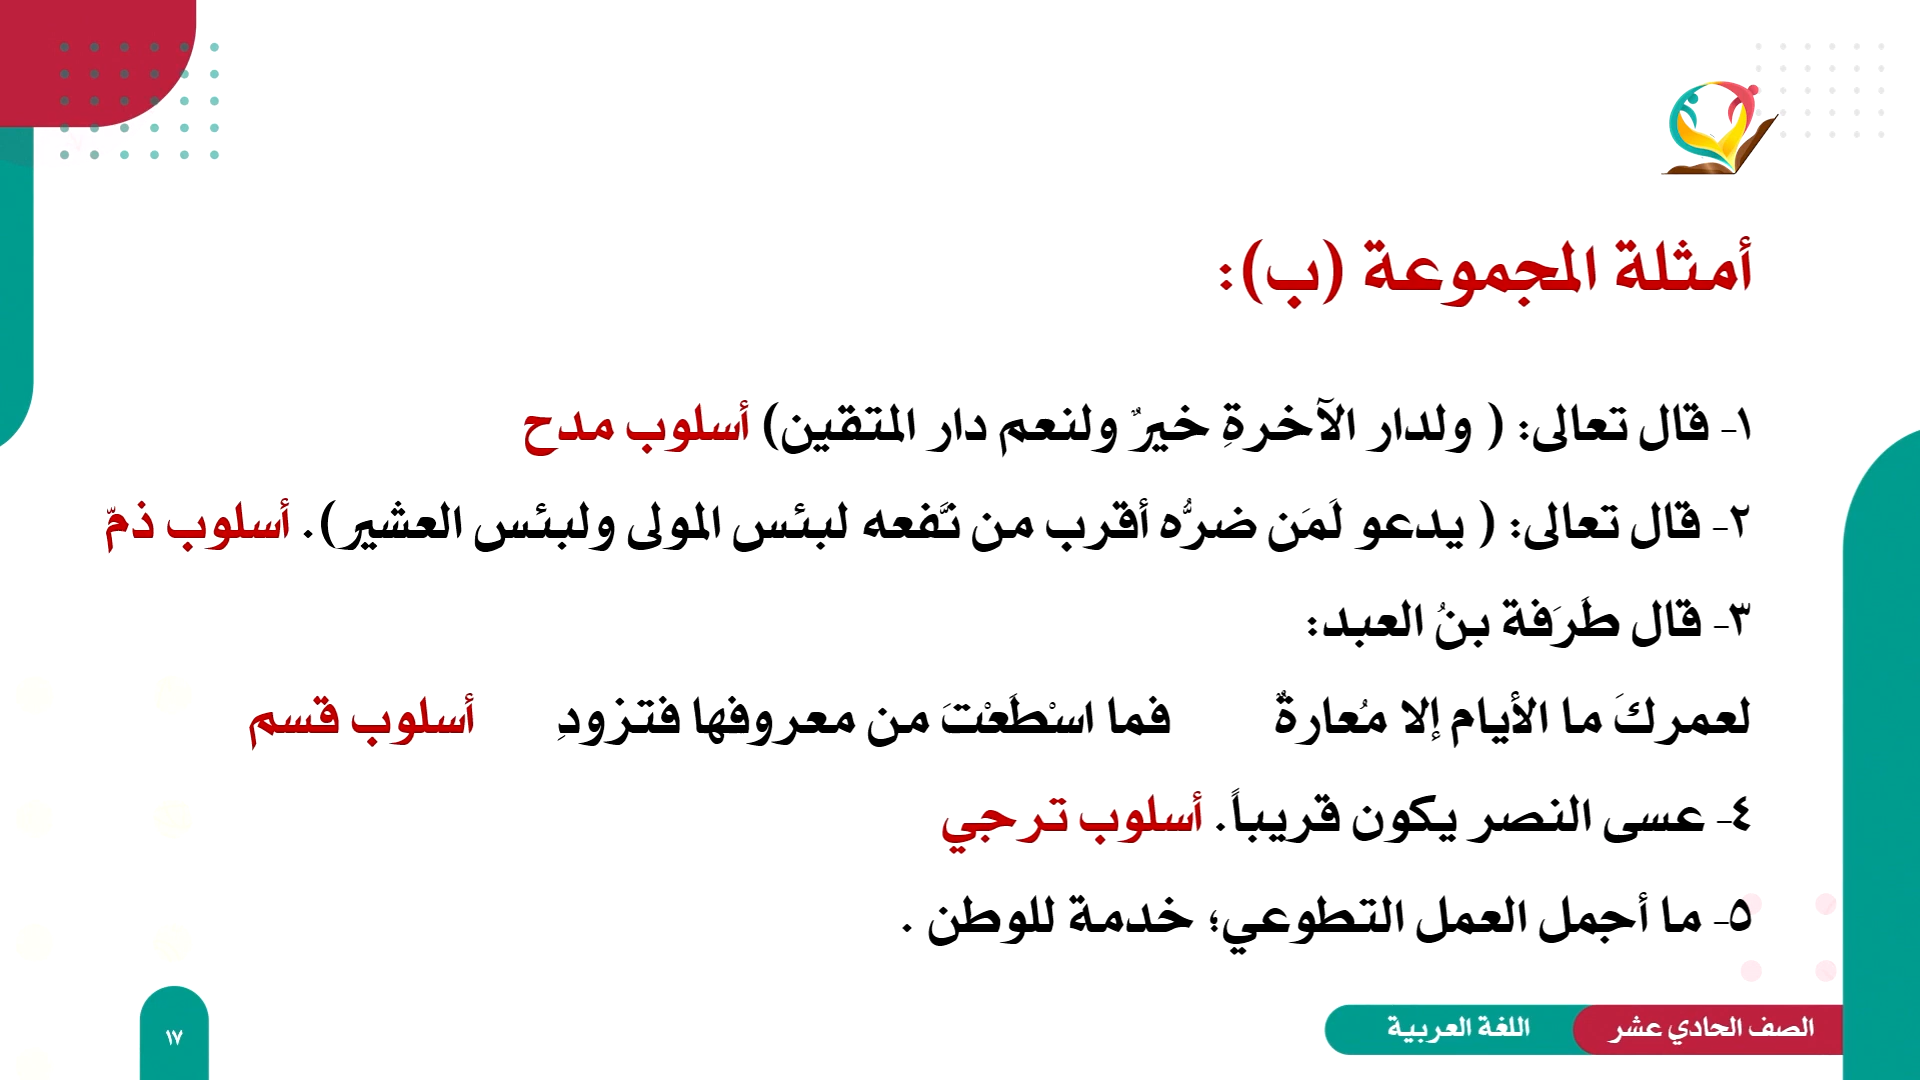 أمثلة المجموعة (ب):
١- قال تعالى: ( ولدار الآخرةِ خيرٌ ولنعم دار المتقين) أسلوب مدح
٢- قال تعالى: ( يدعو لَمَن ضرُّه أقرب من نَّفعه لبئس المولى ولبئس العشير). أسلوب ذمّ
٣- قال طَرَفة بنُ العبد:
لعمركَ ما الأيام إلا مُعارةٌ فما اسْطَعْتَ من معروفها فتزودِ أسلوب قسم
٤- عسى النصر يكون قريباً. أسلوب ترجي
٥- ما أجمل العمل التطوعي؛ خدمة للوطن .
الصف الحادي عشر اللغة العربية
١٧